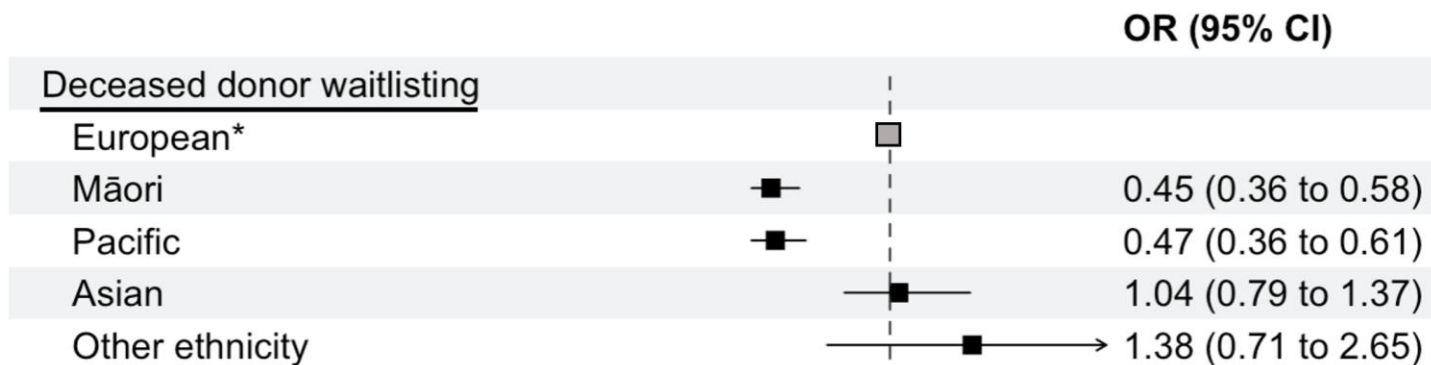 OR (95% CI)
Deceased donor waitlisting
European*
Māori 0.45 (0.36 to 0.58)
Pacific 0.47 (0.36 to 0.61)
Asian 1.04 (0.79 to 1.37)
Other ethnicity 1.38 (0.71 to 2.65)